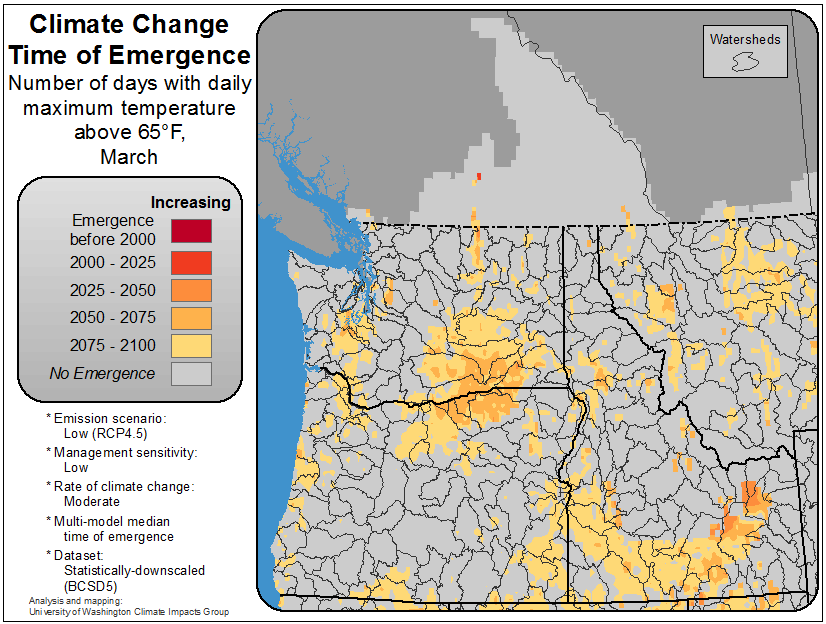 Climate Change
Time of Emergence
Number of days with daily
maximum temperature
above 65°F,
March
Increasing
Emergence
before 2000
2000 - 2025
2025 - 2050
2050 - 2075
2075 - 2100
No Emergence
* Emission scenario:
Low (RCP4.5)
* Management sensitivity:
Low
* Rate of climate change:
Moderate
* Multi-model median
time of emergence
* Dataset:
Statistically-downscaled
(BCSD5)
Analysis and mapping:
University of Washington Climate Impacts Group
Watersheds